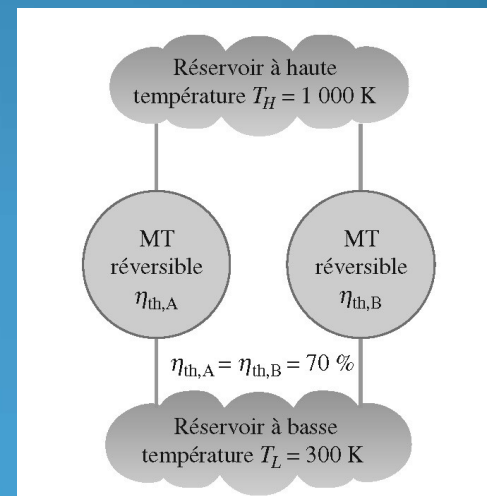 Réservoir à haute
température T_H = 1 000 K
MT
réversible
η_th,A
MT
réversible
η_th,B
η_th,A = η_th,B = 70 %
Réservoir à basse
température T_L = 300 K